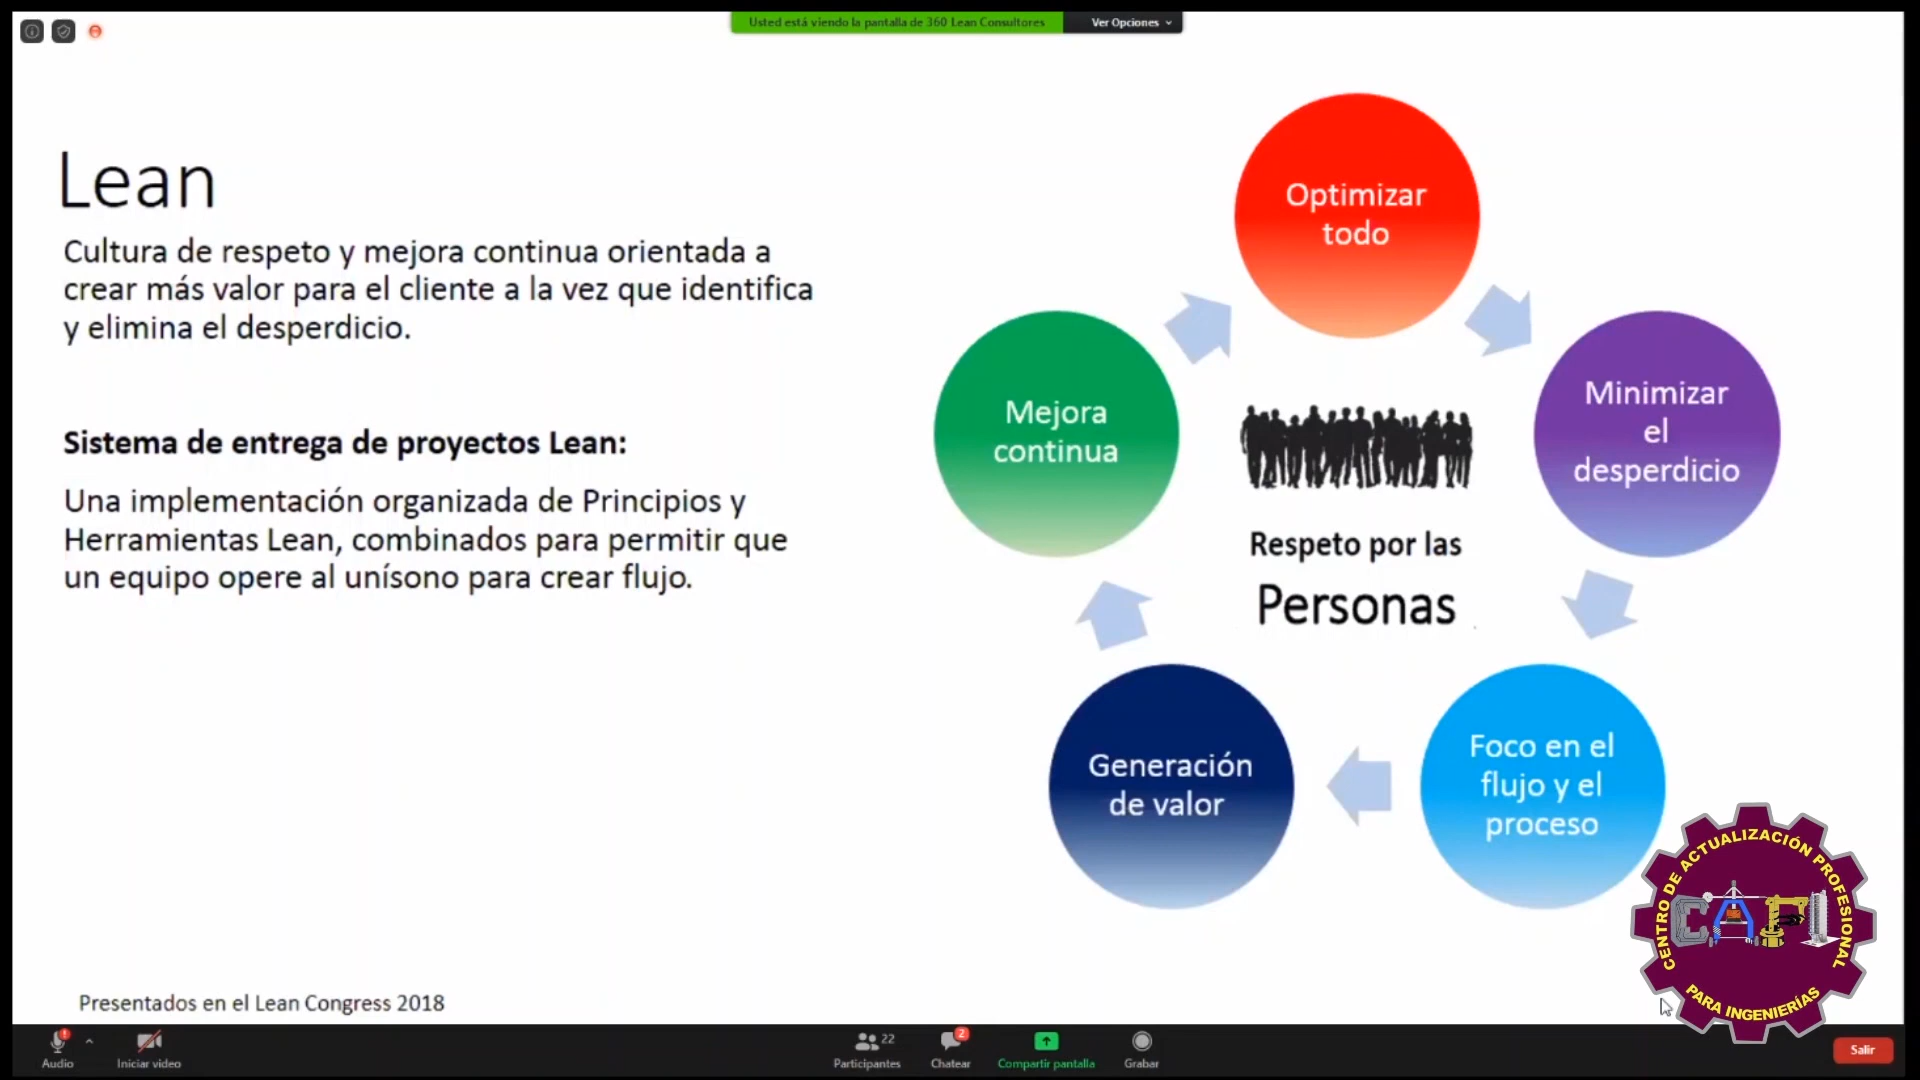 Usted está viendo la pantalla de 360 Lean Consultores
Ver Opciones
Lean
Cultura de respeto y mejora continua orientada a
crear más valor para el cliente a la vez que identifica
y elimina el desperdicio.
Sistema de entrega de proyectos Lean:
Una implementación organizada de Principios y
Herramientas Lean, combinados para permitir que
un equipo opere al unísono para crear flujo.
Optimizar
todo
Minimizar
el
desperdicio
Foco en el
flujo y el
proceso
Generación
de valor
Mejora
continua
Respeto por las
Personas
Presentados en el Lean Congress 2018
CENTRO DE ACTUALIZACIÓN PROFESIONAL
CAPI
PARA INGENIERÍAS
Audio
Iniciar video
22
Participantes
2
Chatear
Compartir pantalla
Grabar
Salir